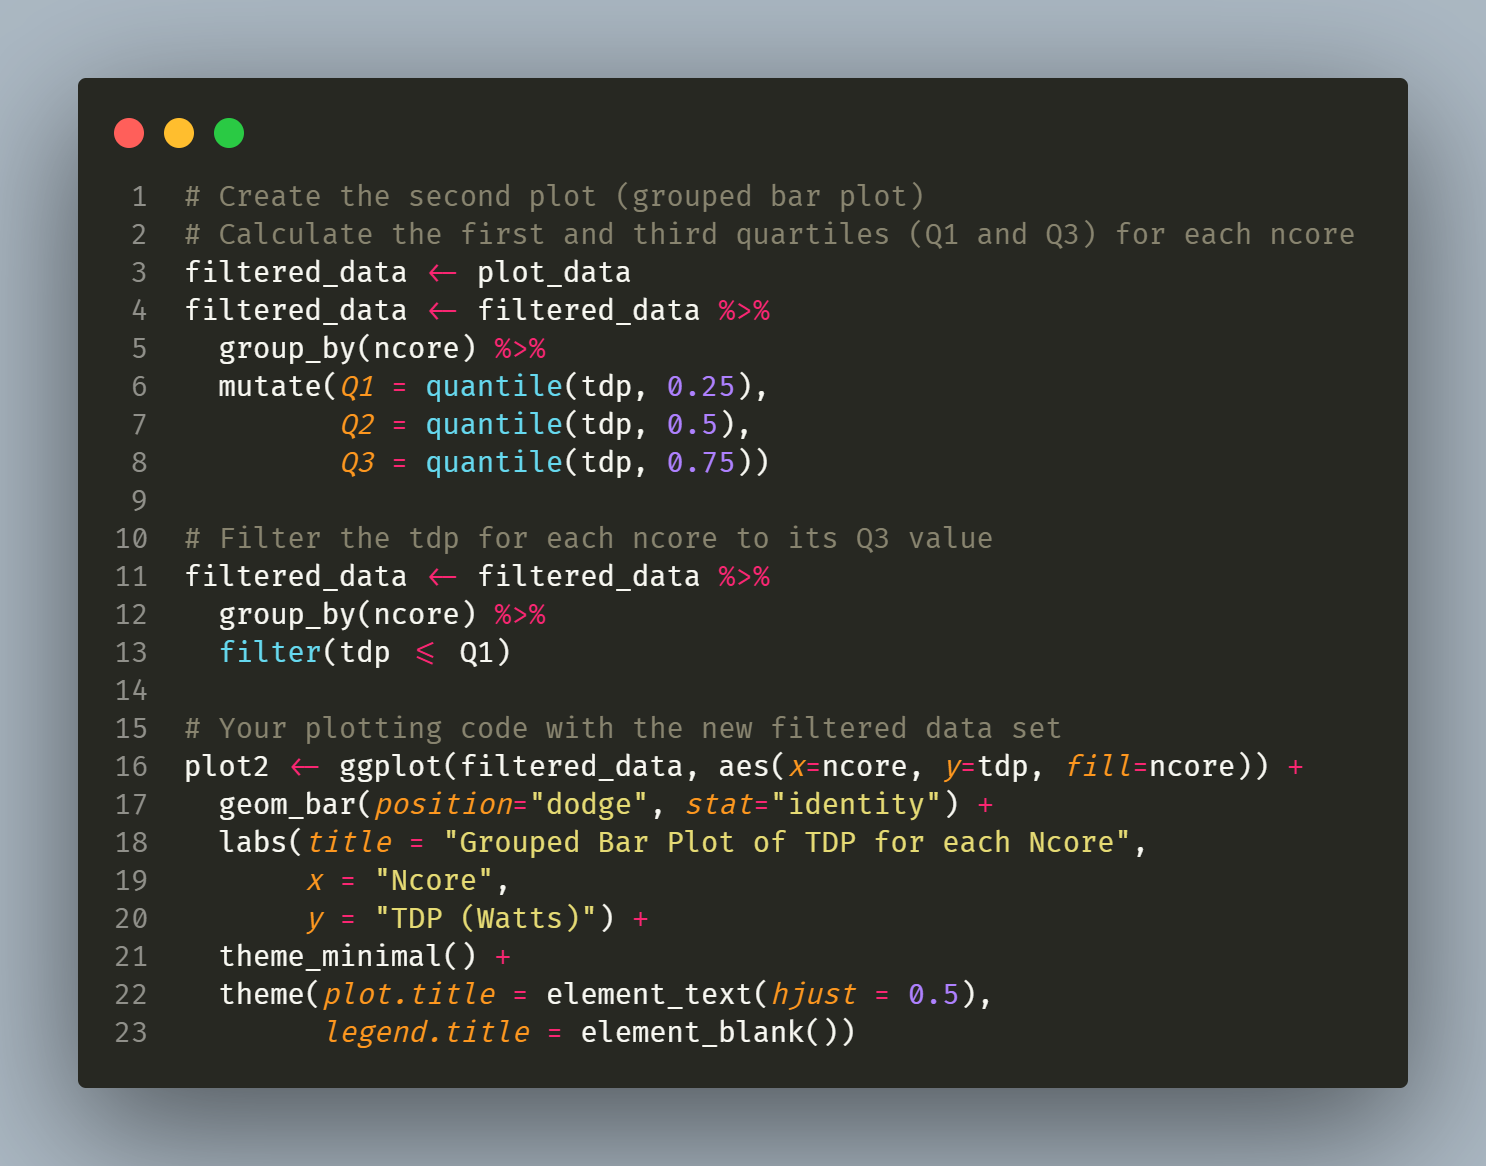 1 # Create the second plot (grouped bar plot)
2 # Calculate the first and third quartiles (Q1 and Q3) for each ncore
3 filtered_data <- plot_data
4 filtered_data <- filtered_data %>%
5   group_by(ncore) %>%
6   mutate(Q1 = quantile(tdp, 0.25),
7          Q2 = quantile(tdp, 0.5),
8          Q3 = quantile(tdp, 0.75))
9
10 # Filter the tdp for each ncore to its Q3 value
11 filtered_data <- filtered_data %>%
12   group_by(ncore) %>%
13   filter(tdp <= Q1)
14
15 # Your plotting code with the new filtered data set
16 plot2 <- ggplot(filtered_data, aes(x=ncore, y=tdp, fill=ncore)) +
17   geom_bar(position="dodge", stat="identity") +
18   labs(title = "Grouped Bar Plot of TDP for each Ncore",
19        x = "Ncore",
20        y = "TDP (Watts)") +
21   theme_minimal() +
22   theme(plot.title = element_text(hjust = 0.5),
23         legend.title = element_blank())